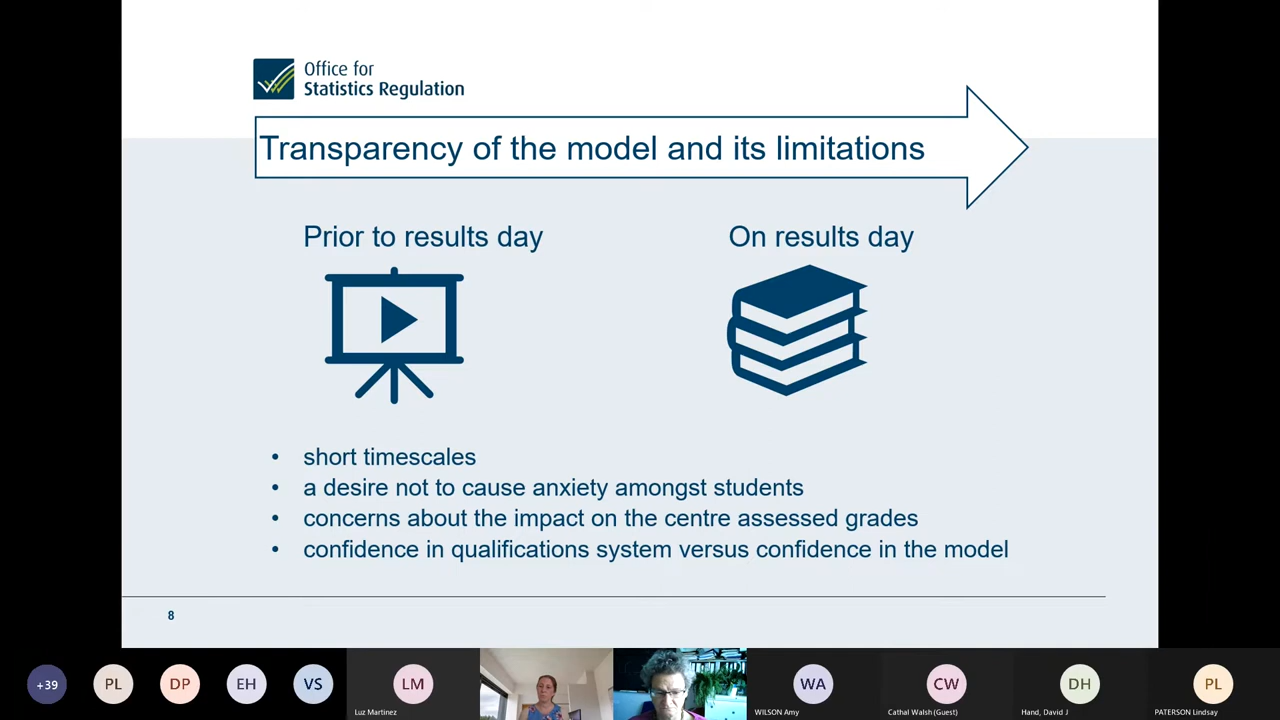 Office for
Statistics Regulation
Transparency of the model and its limitations
Prior to results day
On results day
• short timescales
• a desire not to cause anxiety amongst students
• concerns about the impact on the centre assessed grades
• confidence in qualifications system versus confidence in the model
8
+39
PL
DP
EH
VS
LM
Luz Martinez
WA
WILSON Amy
CW
Cathal Walsh (Guest)
DH
Hand, David J
PL
PATERSON Lindsay